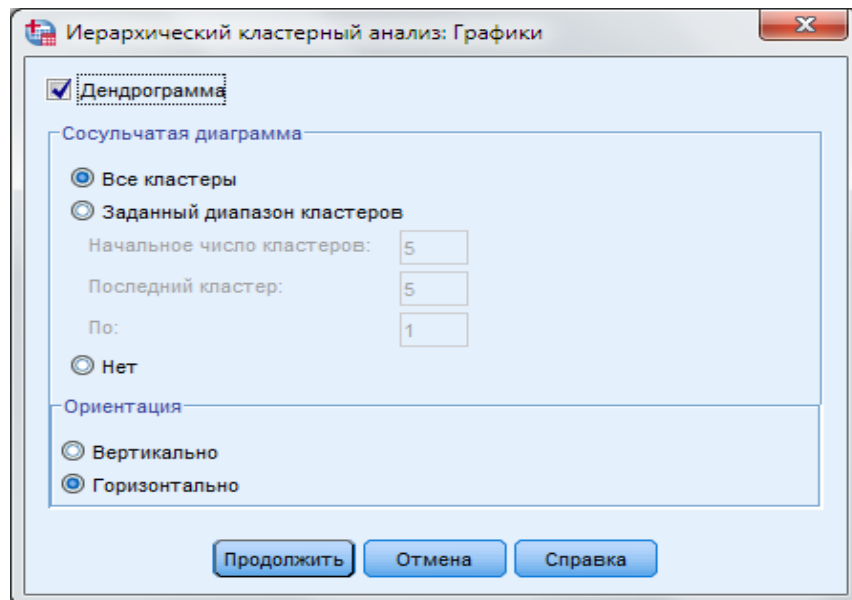 Иерархический кластерный анализ: Графики
Дендрограмма
Сосульчатая диаграмма
Все кластеры
Заданный диапазон кластеров
Начальное число кластеров: 5
Последний кластер: 5
По: 1
Нет
Ориентация
Вертикально
Горизонтально
Продолжить Отмена Справка